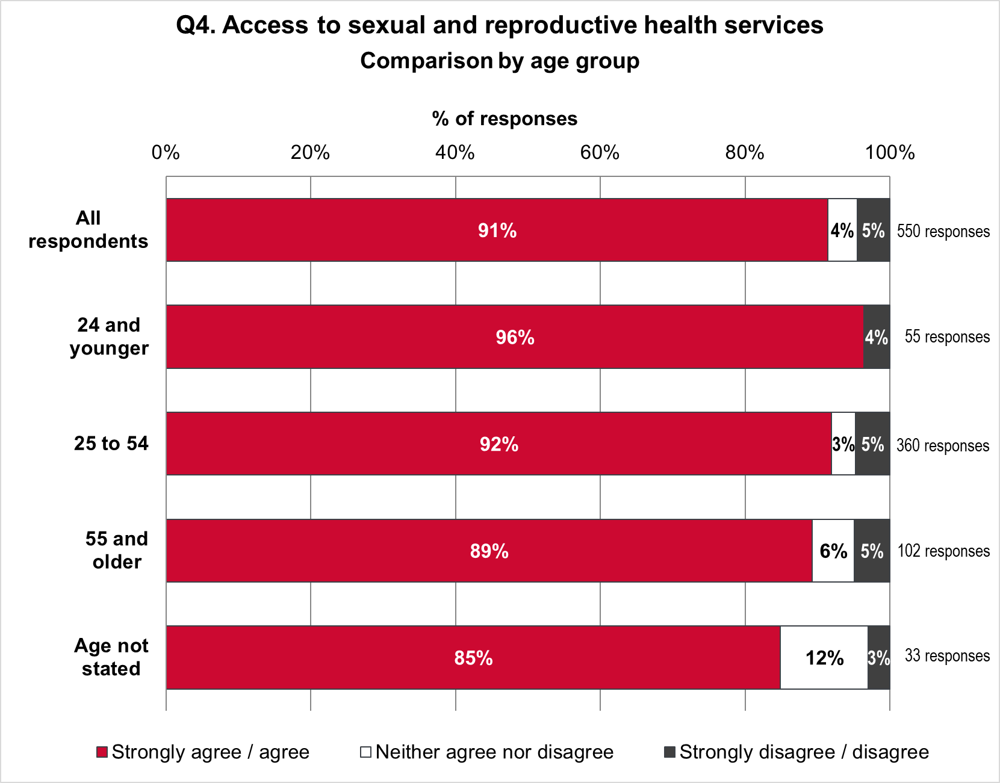 Q4. Access to sexual and reproductive health services
Comparison by age group
% of responses
0% 20% 40% 60% 80% 100%
All
respondents
91% 4% 5% 550 responses
24 and
younger
96% 4% 55 responses
25 to 54
92% 3% 5% 360 responses
55 and
older
89% 6% 5% 102 responses
Age not
stated
85% 12% 3% 33 responses
Strongly agree / agree Neither agree nor disagree Strongly disagree / disagree